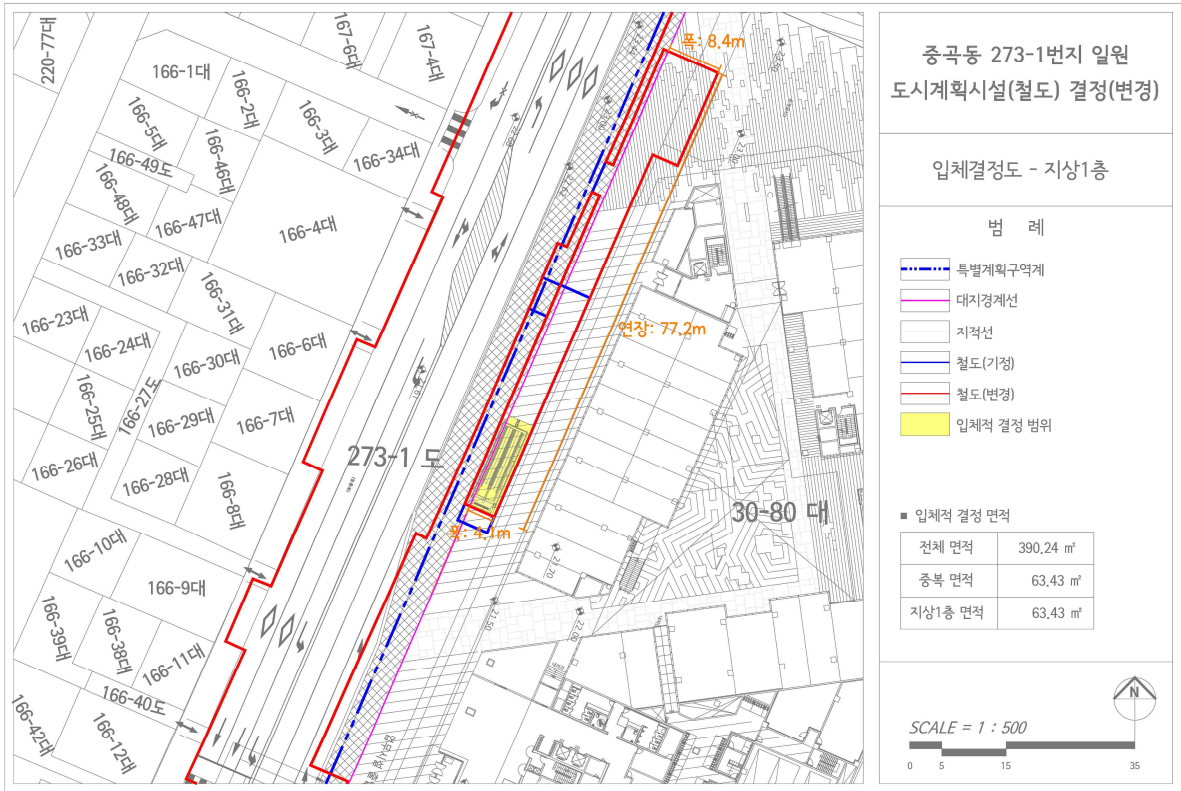 220-77대
167-6대
167-4대
폭: 8.4m
23.50
166-1대
166-2대
166-3대
166-34대
166-5대
166-46대
166-49도
166-48대
166-47대
166-4대
166-33대
166-32대
166-31대
166-23대
166-24대
166-30대
166-6대
연장: 77.2m
166-25대
166-27도
166-29대
166-7대
166-26대
166-28대
166-8대
273-1 도
30-80 대
폭: 4.1m
21.70
21.50
22.00
166-10대
166-9대
166-39대
166-38대
166-11대
166-40도
166-42대
166-12대
중곡동 273-1번지 일원
도시계획시설(철도) 결정(변경)
입체결정도 - 지상1층
범 례
특별계획구역계
대지경계선
지적선
철도(기정)
철도(변경)
입체적 결정 범위
■ 입체적 결정 면적
전체 면적 390.24 ㎡
중복 면적 63.43 ㎡
지상1층 면적 63.43 ㎡
N
SCALE = 1 : 500
0 5 15 35